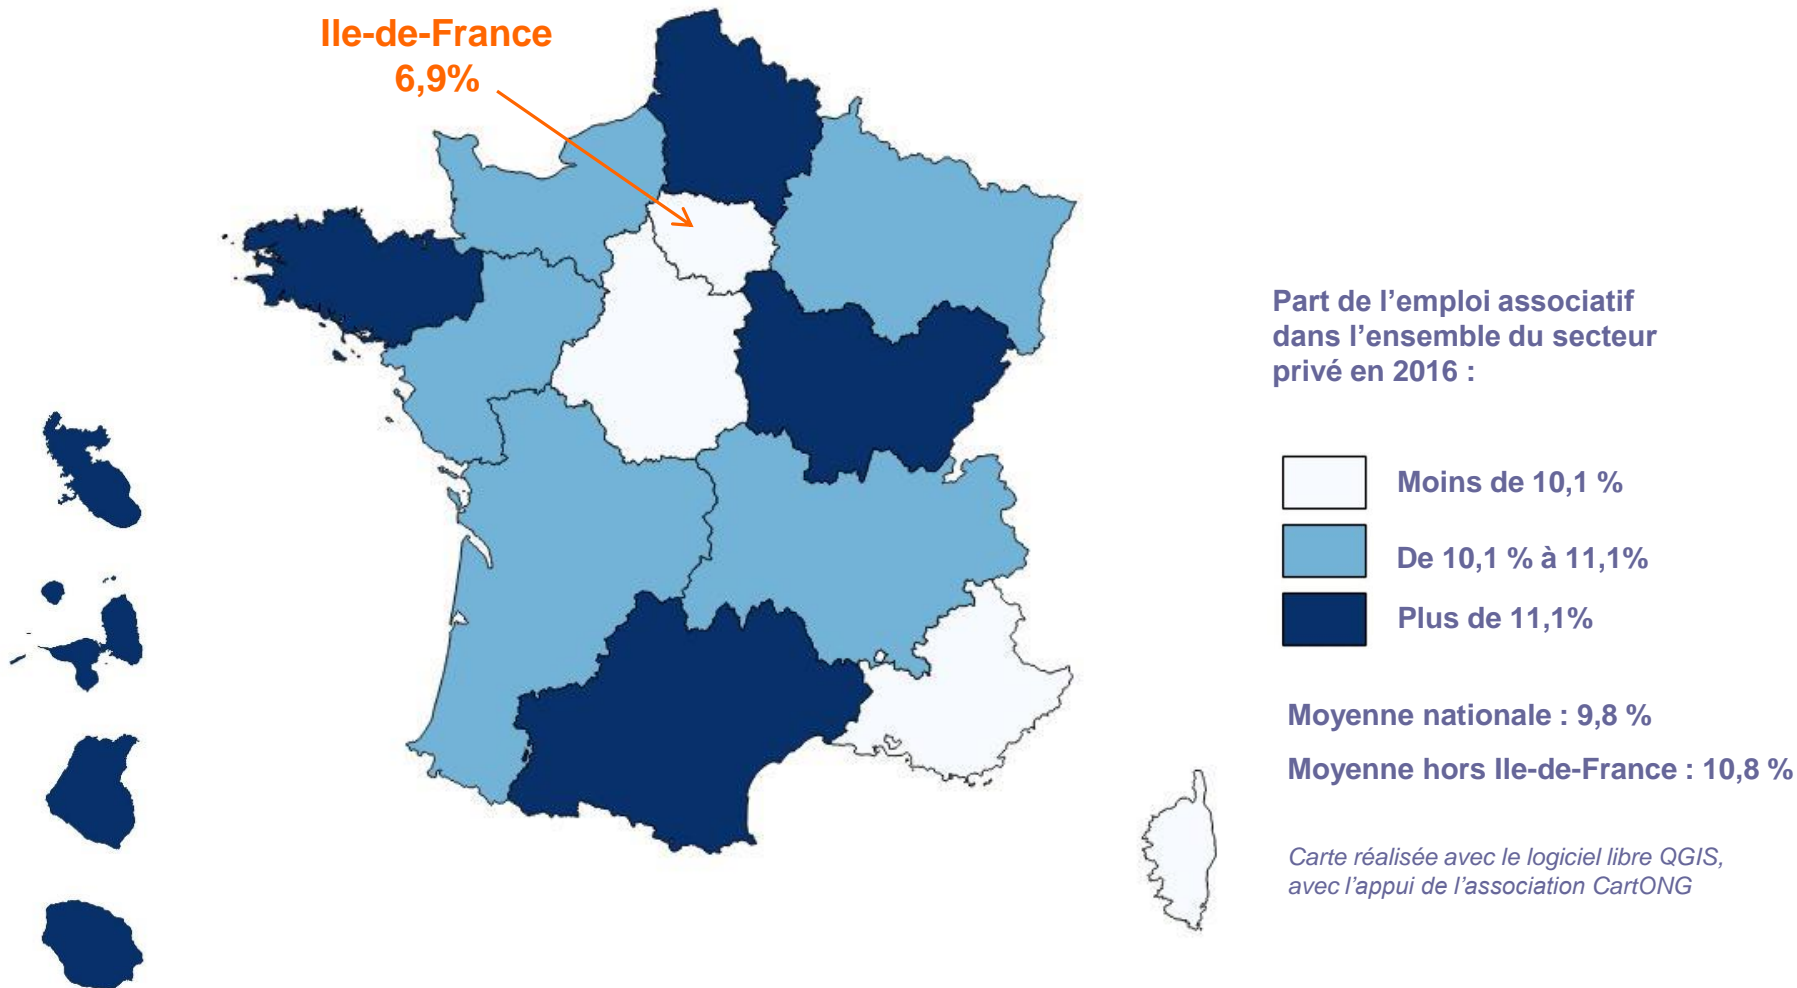 Ile-de-France
6,9%
Part de l’emploi associatif
dans l’ensemble du secteur
privé en 2016 :
Moins de 10,1 %
De 10,1 % à 11,1%
Plus de 11,1%
Moyenne nationale : 9,8 %
Moyenne hors Ile-de-France : 10,8 %
Carte réalisée avec le logiciel libre QGIS,
avec l’appui de l’association CartONG